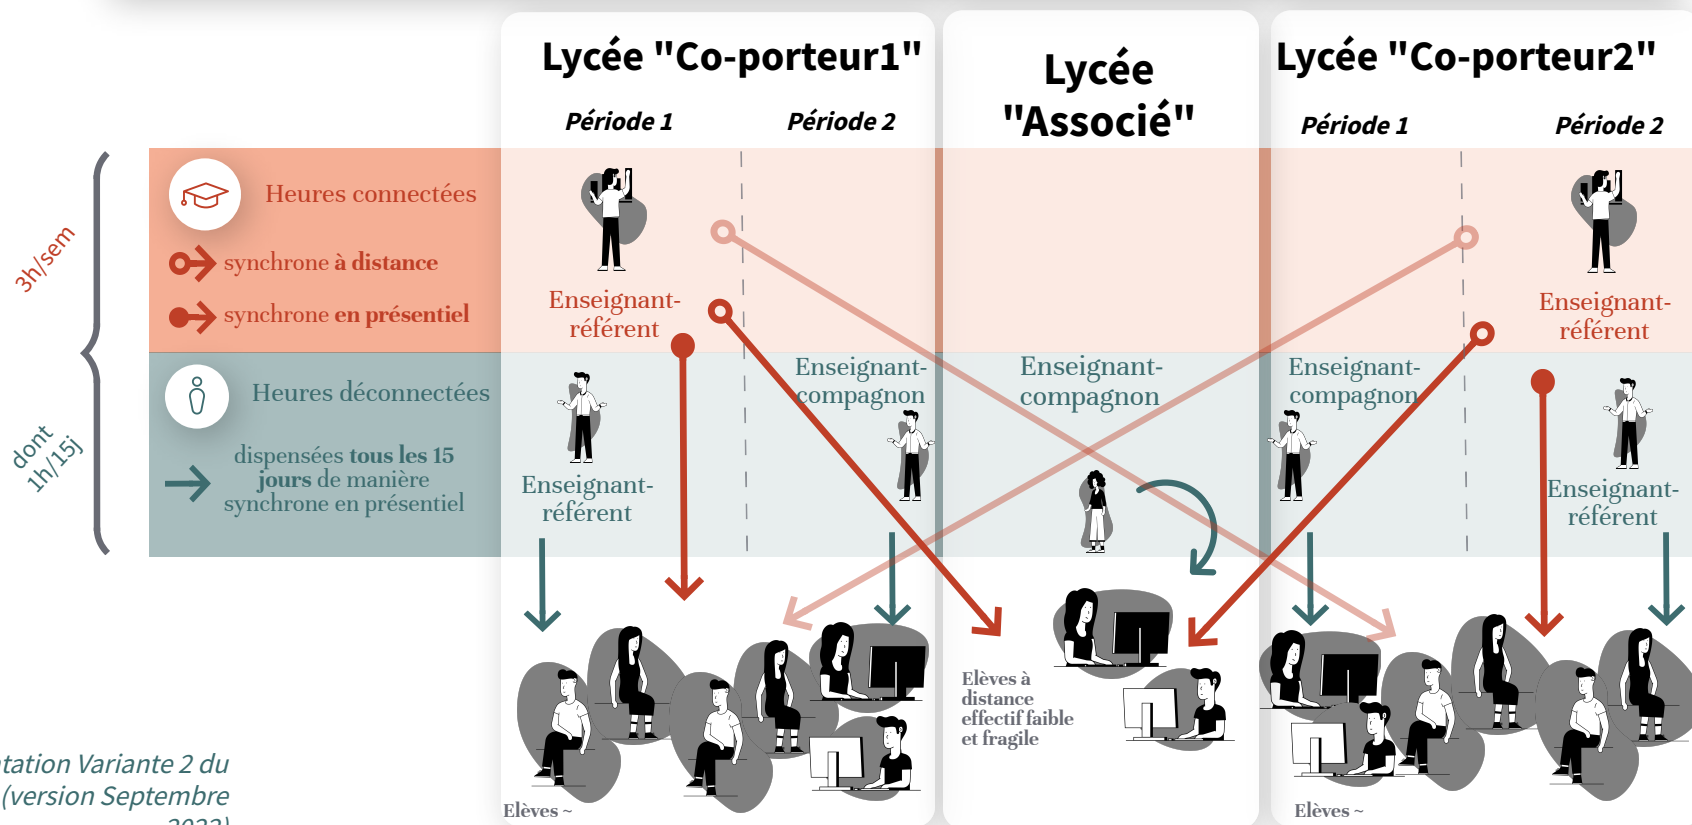 Lycée "Co-porteur1"
Lycée
"Associé"
Lycée "Co-porteur2"
Période 1
Période 2
Période 1
Période 2
3h/sem
Heures connectées
synchrone à distance
synchrone en présentiel
Enseignant-
référent
Enseignant-
référent
dont
1h/15j
Heures déconnectées
dispensées tous les 15
jours de manière
synchrone en présentiel
Enseignant-
référent
Enseignant-
compagnon
Enseignant-
compagnon
Enseignant-
compagnon
Enseignant-
référent
Elèves à
distance
effectif faible
et fragile
Elèves ~
Elèves ~
Variante 2 du
(version Septembre